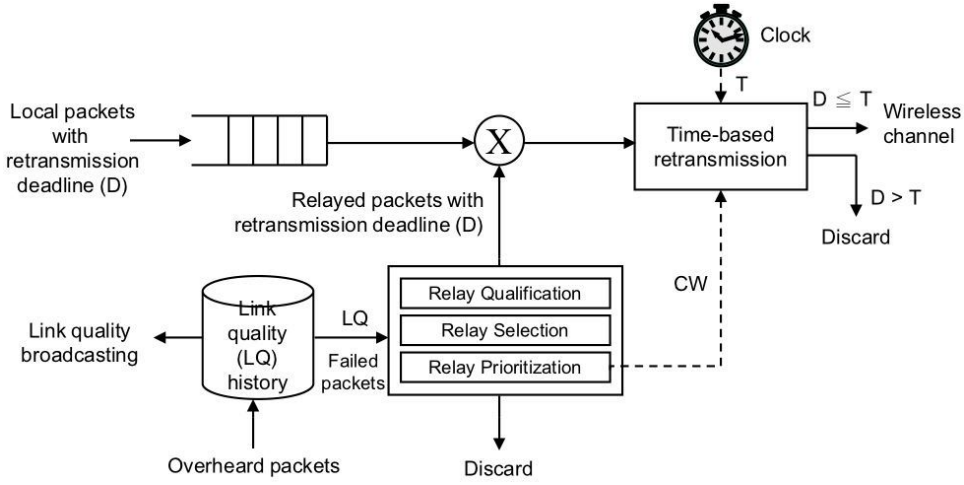 Clock
T
D ≦ T
Wireless
channel
Local packets
with
retransmission
deadline (D)
X
Time-based
retransmission
D > T
Discard
Relayed packets with
retransmission deadline (D)
CW
Relay Qualification
Relay Selection
Relay Prioritization
Link quality
broadcasting
Link
quality
(LQ)
history
LQ
Failed
packets
Overheard packets
Discard